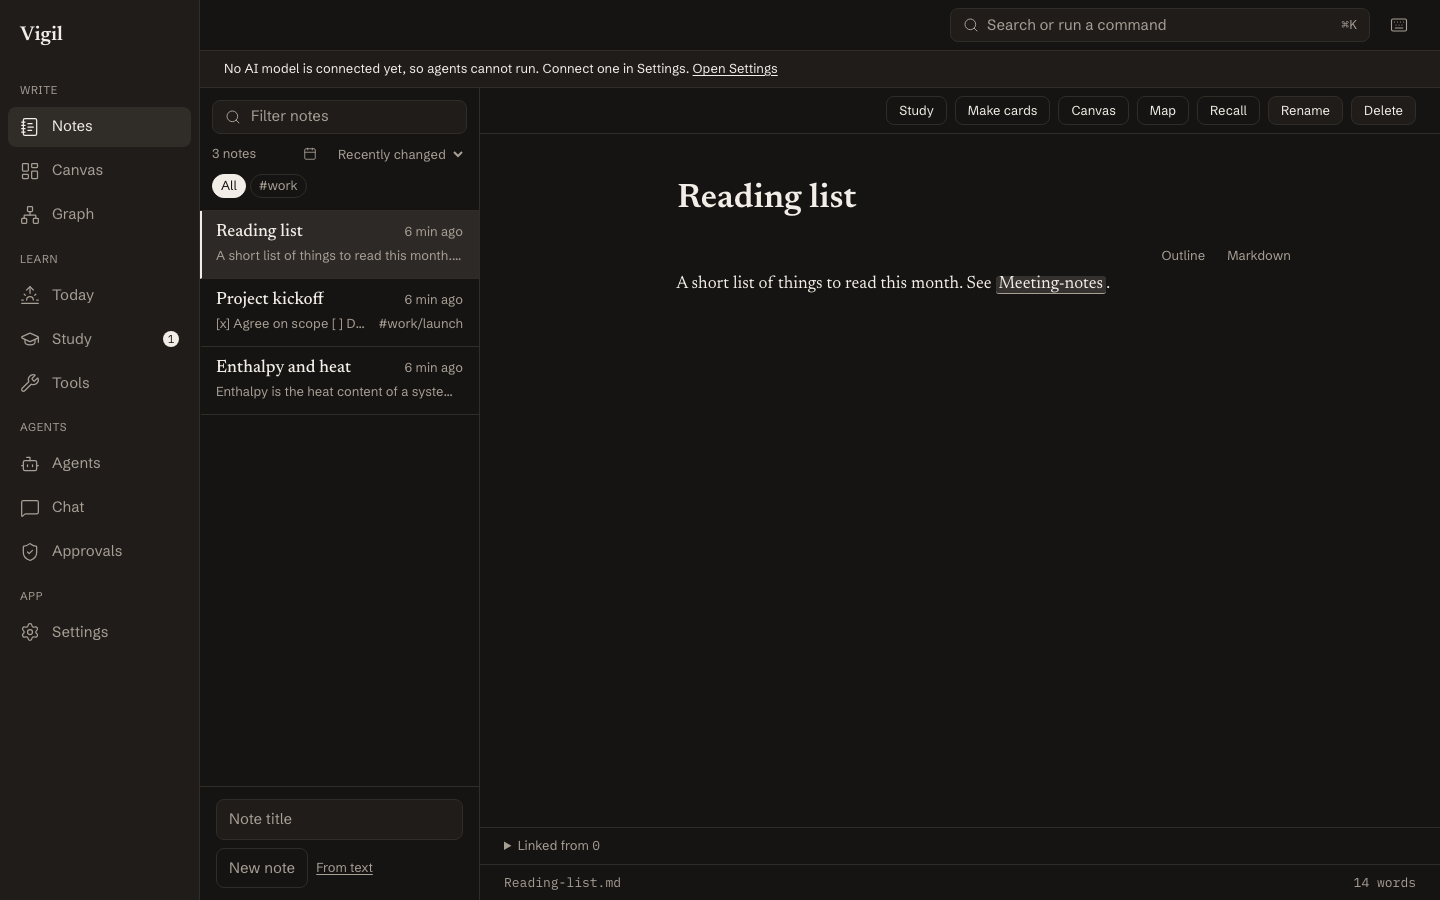 Vigil
Search or run a command ⌘K
No AI model is connected yet, so agents cannot run. Connect one in Settings. Open Settings
WRITE
Notes
Canvas
Graph
LEARN
Today
Study 1
Tools
AGENTS
Agents
Chat
Approvals
APP
Settings
Filter notes
3 notes Recently changed
All #work
Reading list 6 min ago
A short list of things to read this month....
Project kickoff 6 min ago
[x] Agree on scope [ ] D... #work/launch
Enthalpy and heat 6 min ago
Enthalpy is the heat content of a syste...
Note title
New note From text
Study Make cards Canvas Map Recall Rename Delete
Reading list
Outline Markdown
A short list of things to read this month. See Meeting-notes.
Linked from 0
Reading-list.md 14 words